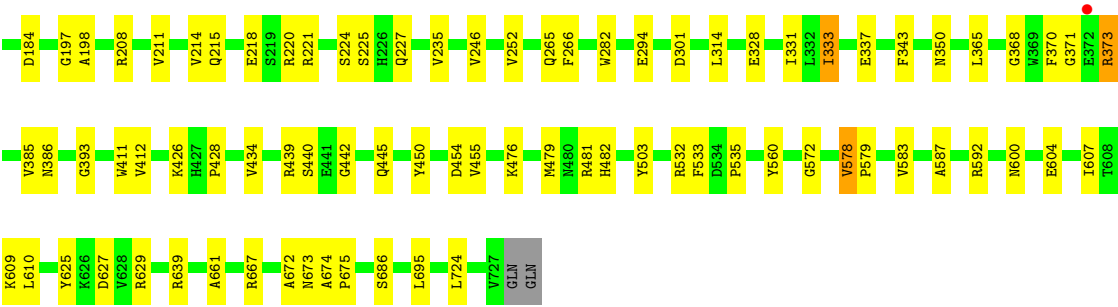 D184 G197 A198 R208 V211 V214 Q215 E218 S219 R220 R221 S224 S225 H226 Q227 V235 V246 V252 Q265 F266 W282 E294 D301 L314 E328 I331 L332 I333 E337 F343 N350 L365 G368 W369 F370 G371 E372 R373
V385 N386 G393 W411 V412 K426 H427 P428 V434 R439 S440 E441 G442 Q445 Y450 D454 V455 K476 M479 N480 R481 H482 Y503 R532 F533 D534 P535 Y560 G572 V578 P579 V583 A587 R592 N600 E604 I607 T608
K609 L610 Y625 K626 D627 V628 R629 R639 A661 R667 A672 N673 A674 P675 S686 L695 L724 V727 GLN GLN